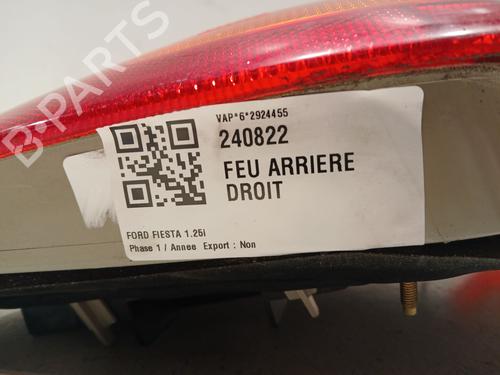 VAP*6*2924455
240822
FEU ARRIERE
DROIT
FORD FIESTA 1.25I
Phase 1 / Annee Export : Non
B-PARTS